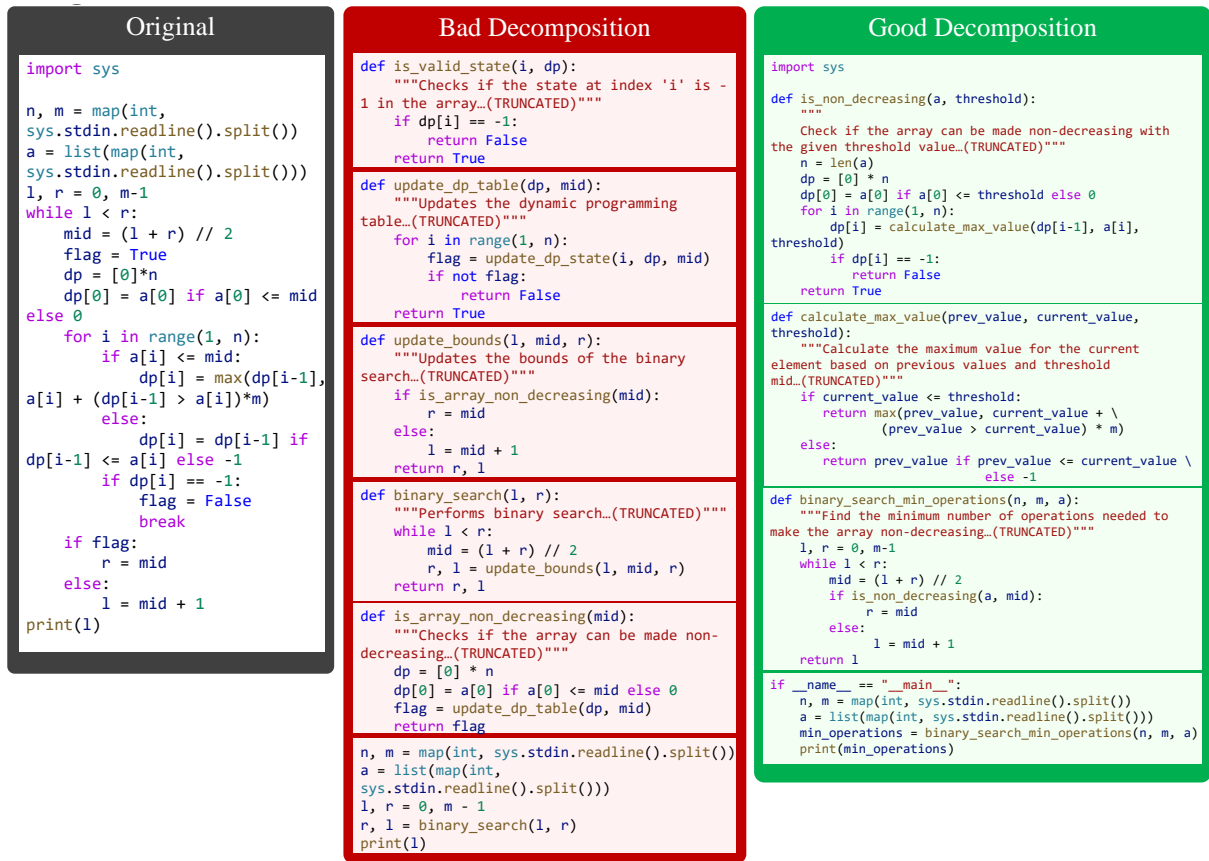 Original
import sys
n, m = map(int,
sys.stdin.readline().split())
a = list(map(int,
sys.stdin.readline().split()))
l, r = 0, m-1
while l < r:
    mid = (l + r) // 2
    flag = True
    dp = [0]*n
    dp[0] = a[0] if a[0] <= mid
else 0
    for i in range(1, n):
        if a[i] <= mid:
            dp[i] = max(dp[i-1],
a[i] + (dp[i-1] > a[i])*m)
        else:
            dp[i] = dp[i-1] if
dp[i-1] <= a[i] else -1
        if dp[i] == -1:
            flag = False
            break
    if flag:
        r = mid
    else:
        l = mid + 1
print(l)
Bad Decomposition
def is_valid_state(i, dp):
    """Checks if the state at index 'i' is -
1 in the array…(TRUNCATED)"""
    if dp[i] == -1:
        return False
    return True
def update_dp_table(dp, mid):
    """Updates the dynamic programming
table…(TRUNCATED)"""
    for i in range(1, n):
        flag = update_dp_state(i, dp, mid)
        if not flag:
            return False
    return True
def update_bounds(l, mid, r):
    """Updates the bounds of the binary
search…(TRUNCATED)"""
    if is_array_non_decreasing(mid):
        r = mid
    else:
        l = mid + 1
    return r, l
def binary_search(l, r):
    """Performs binary search…(TRUNCATED)"""
    while l < r:
        mid = (l + r) // 2
        r, l = update_bounds(l, mid, r)
    return r, l
def is_array_non_decreasing(mid):
    """Checks if the array can be made non-
decreasing…(TRUNCATED)"""
    dp = [0] * n
    dp[0] = a[0] if a[0] <= mid else 0
    flag = update_dp_table(dp, mid)
    return flag
n, m = map(int, sys.stdin.readline().split())
a = list(map(int,
sys.stdin.readline().split()))
l, r = 0, m - 1
r, l = binary_search(l, r)
print(l)
Good Decomposition
import sys
def is_non_decreasing(a, threshold):
    """
    Check if the array can be made non-decreasing with
the given threshold value…(TRUNCATED)"""
    n = len(a)
    dp = [0] * n
    dp[0] = a[0] if a[0] <= threshold else 0
    for i in range(1, n):
        dp[i] = calculate_max_value(dp[i-1], a[i],
threshold)
        if dp[i] == -1:
            return False
    return True
def calculate_max_value(prev_value, current_value,
threshold):
    """Calculate the maximum value for the current
element based on previous values and threshold
mid…(TRUNCATED)"""
    if current_value <= threshold:
        return max(prev_value, current_value + \
            (prev_value > current_value) * m)
    else:
        return prev_value if prev_value <= current_value \
            else -1
def binary_search_min_operations(n, m, a):
    """Find the minimum number of operations needed to
make the array non-decreasing…(TRUNCATED)"""
    l, r = 0, m-1
    while l < r:
        mid = (l + r) // 2
        if is_non_decreasing(a, mid):
            r = mid
        else:
            l = mid + 1
    return l
if __name__ == "__main__":
    n, m = map(int, sys.stdin.readline().split())
    a = list(map(int, sys.stdin.readline().split()))
    min_operations = binary_search_min_operations(n, m, a)
    print(min_operations)